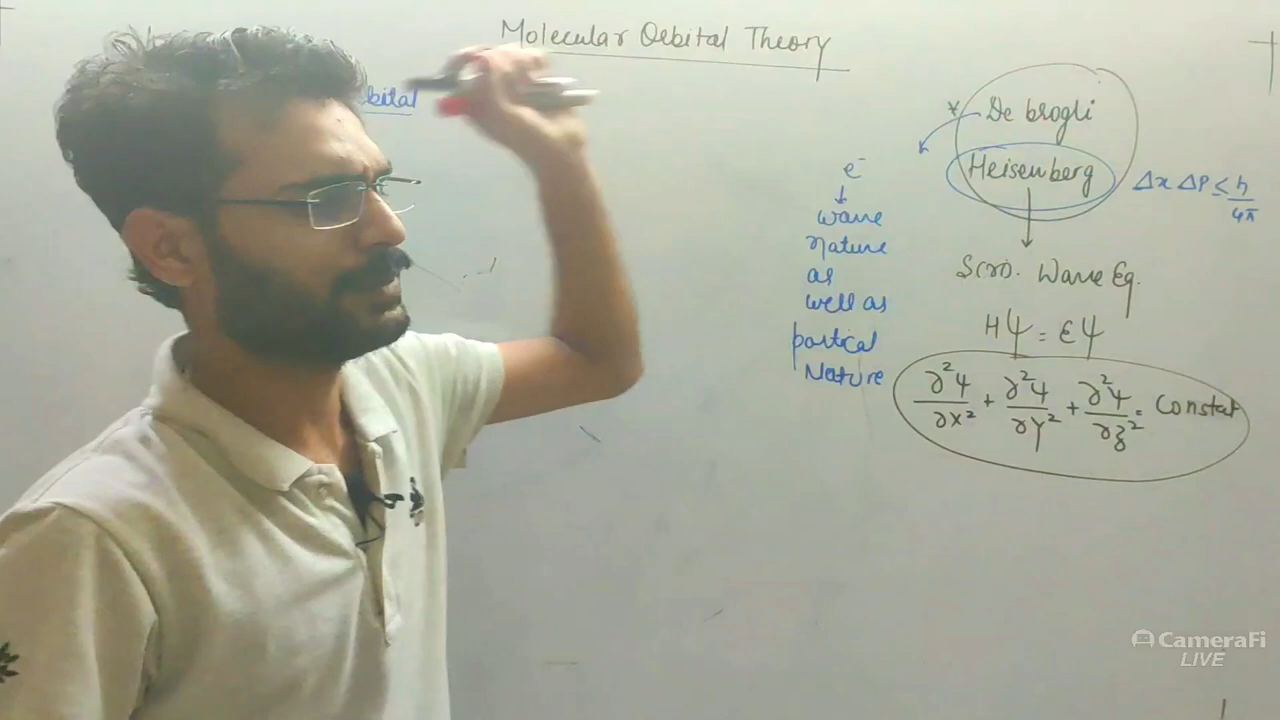 Molecular Orbital Theory
bital
De brogli
Heisenberg
Δx ΔP ≤ h/4π
e⁻
↓
wave
nature
as
well as
partical
Nature
Scro. Wave Eq.
Hψ = Eψ
∂²ψ/∂x² + ∂²ψ/∂y² + ∂²ψ/∂z² = Constat
CameraFi
LIVE